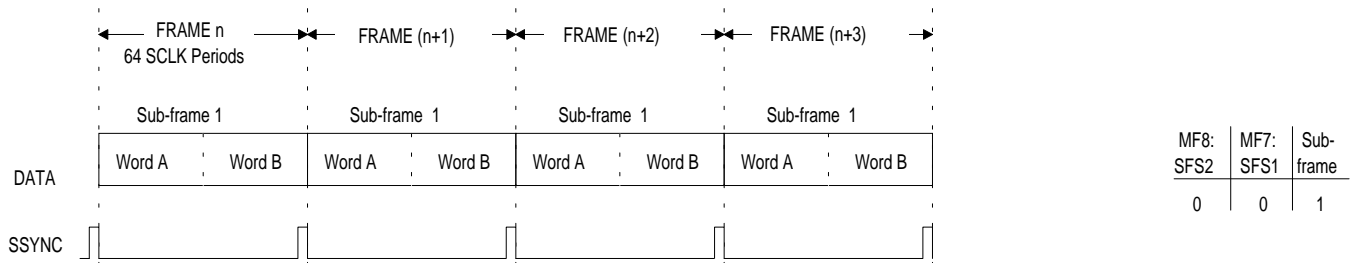 FRAME n FRAME (n+1) FRAME (n+2) FRAME (n+3)
64 SCLK Periods
Sub-frame 1 Sub-frame 1 Sub-frame 1 Sub-frame 1
DATA Word A Word B Word A Word B Word A Word B Word A Word B
SSYNC
MF8: MF7: Sub-
SFS2 SFS1 frame
0 0 1